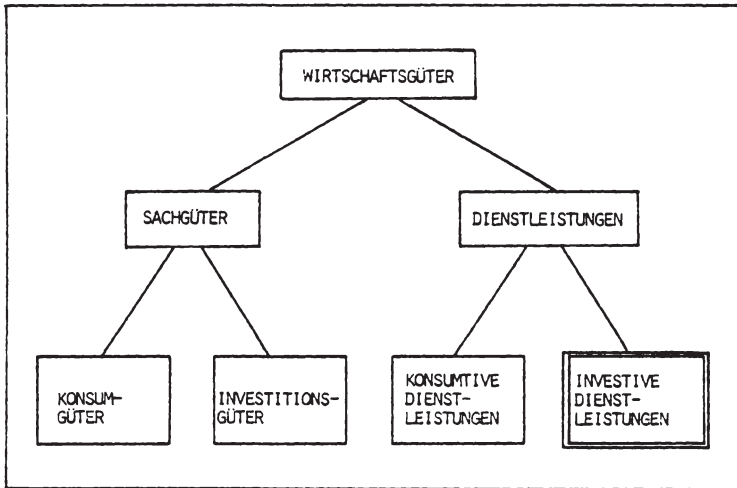 WIRTSCHAFTSGÜTER
SACHGÜTER
DIENSTLEISTUNGEN
KONSUM-
GÜTER
INVESTITIONS-
GÜTER
KONSUMTIVE
DIENST-
LEISTUNGEN
INVESTIVE
DIENST-
LEISTUNGEN